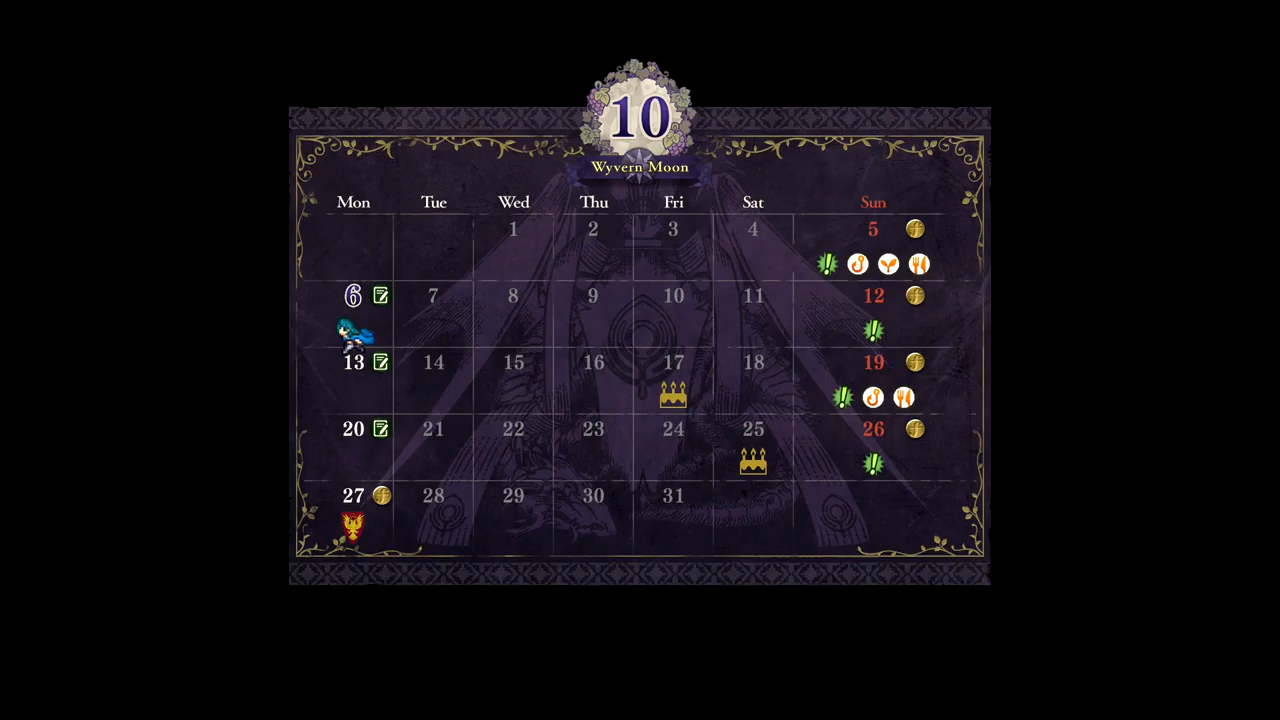 10
Wyvern Moon
Mon Tue Wed Thu Fri Sat Sun
1 2 3 4 5
6 7 8 9 10 11 12
13 14 15 16 17 18 19
20 21 22 23 24 25 26
27 28 29 30 31